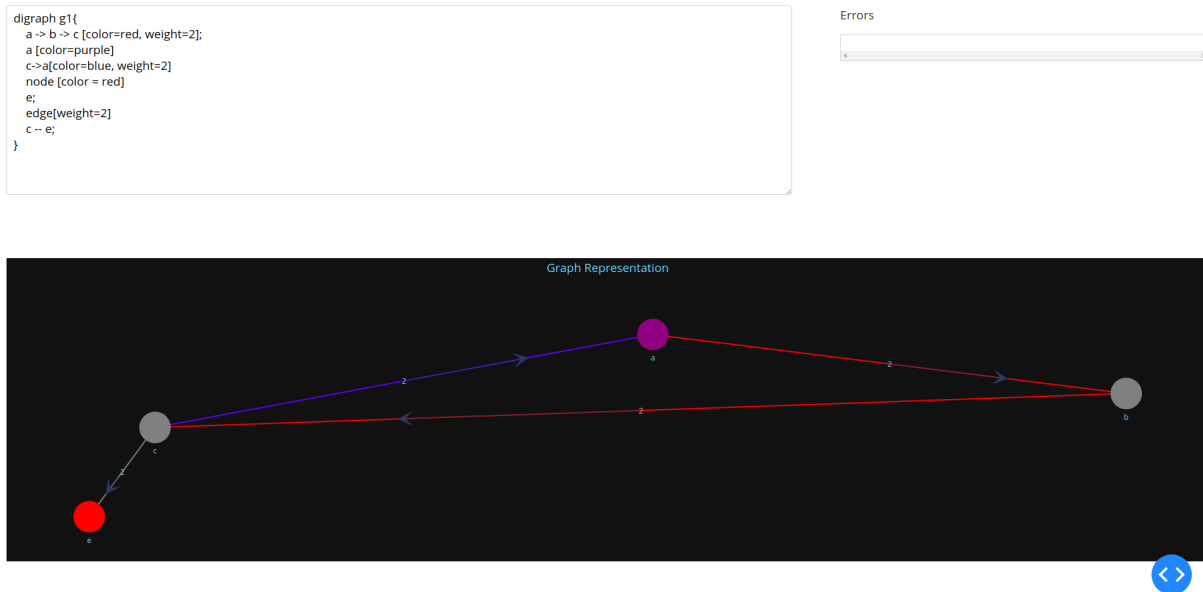 digraph g1{
a -> b -> c [color=red, weight=2];
a [color=purple]
c->a[color=blue, weight=2]
node [color = red]
e;
edge[weight=2]
c -- e;
}
Errors
Graph Representation
a
2
2
2
b
c
2
e